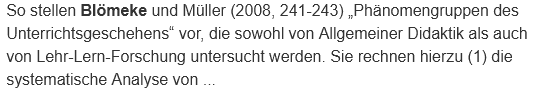 So stellen Blömeke und Müller (2008, 241-243) „Phänomengruppen des
Unterrichtsgeschehens“ vor, die sowohl von Allgemeiner Didaktik als auch
von Lehr-Lern-Forschung untersucht werden. Sie rechnen hierzu (1) die
systematische Analyse von ...